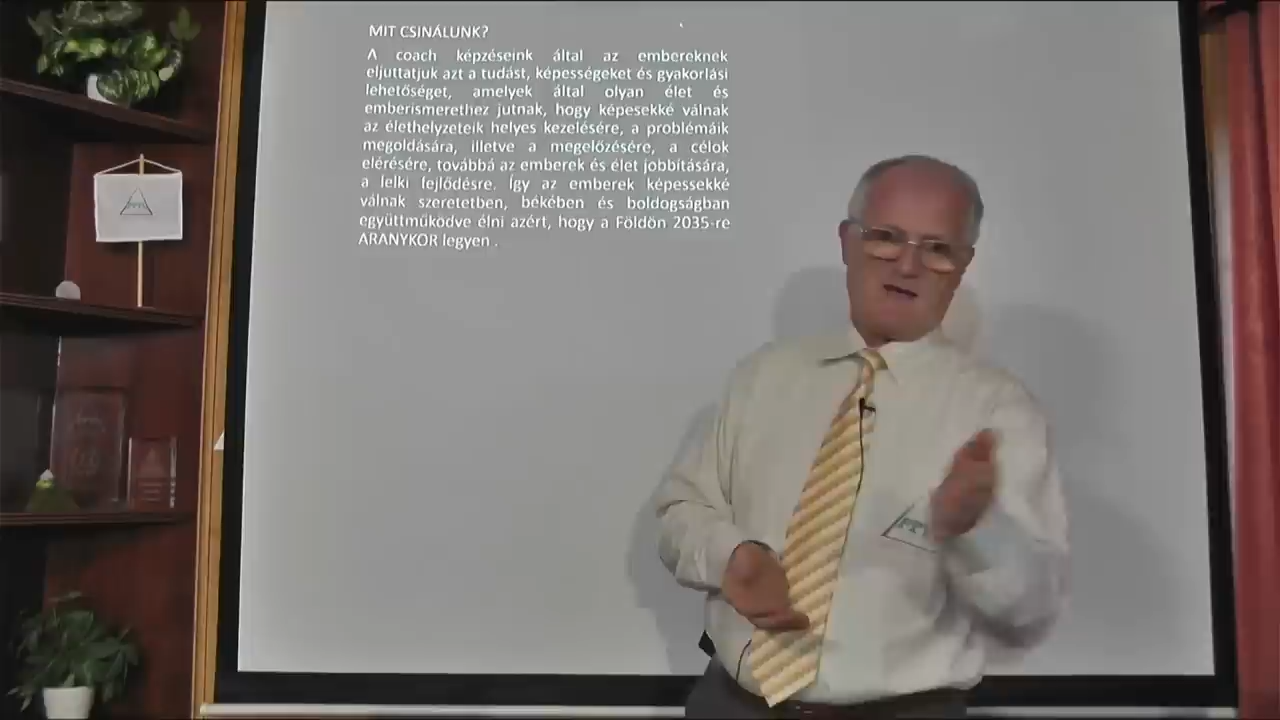 MIT CSINÁLUNK?
A coach képzéseink által az embereknek
eljuttatjuk azt a tudást, képességeket és gyakorlási
lehetőséget, amelyek által olyan élet és
emberismerethez jutnak, hogy képesekké válnak
az élethelyzeteik helyes kezelésére, a problémáik
megoldására, illetve a megelőzésére, a célok
elérésére, továbbá az emberek és élet jobbítására,
a lelki fejlődésre. Így az emberek képessekké
válnak szeretetben, békében és boldogságban
együttműködve élni azért, hogy a Földön 2035-re
ARANYKOR legyen .